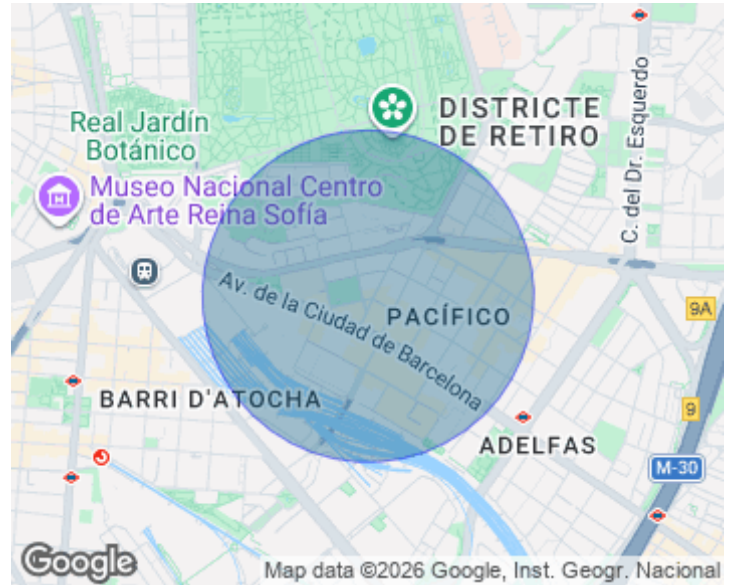 DISTRICTE
DE RETIRO
Real Jardín
Botánico
Museo Nacional Centro
de Arte Reina Sofía
C. del Dr. Esquerdo
Av. de la Ciudad de Barcelona
PACÍFICO
9A
BARRI D'ATOCHA
9
ADELFAS
M-30
Google
Map data ©2026 Google, Inst. Geogr. Nacional